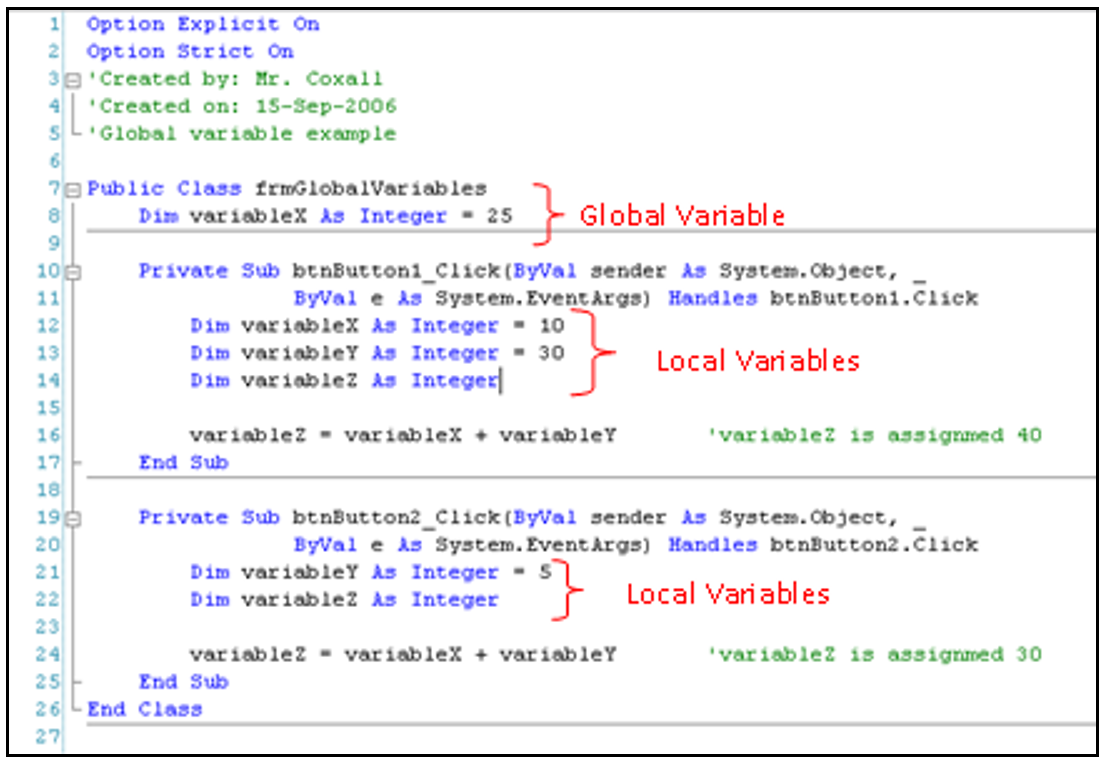 1 Option Explicit On
2 Option Strict On
3 'Created by: Mr. Coxall
4 'Created on: 15-Sep-2006
5 'Global variable example
6
7 Public Class frmGlobalVariables
8 Dim variableX As Integer = 25 Global Variable
9
10 Private Sub btnButton1_Click(ByVal sender As System.Object, _
11 ByVal e As System.EventArgs) Handles btnButton1.Click
12 Dim variableX As Integer = 10
13 Dim variableY As Integer = 30 Local Variables
14 Dim variableZ As Integer
15
16 variableZ = variableX + variableY 'variableZ is assignmed 40
17 End Sub
18
19 Private Sub btnButton2_Click(ByVal sender As System.Object, _
20 ByVal e As System.EventArgs) Handles btnButton2.Click
21 Dim variableY As Integer = 5
22 Dim variableZ As Integer Local Variables
23
24 variableZ = variableX + variableY 'variableZ is assignmed 30
25 End Sub
26 End Class
27